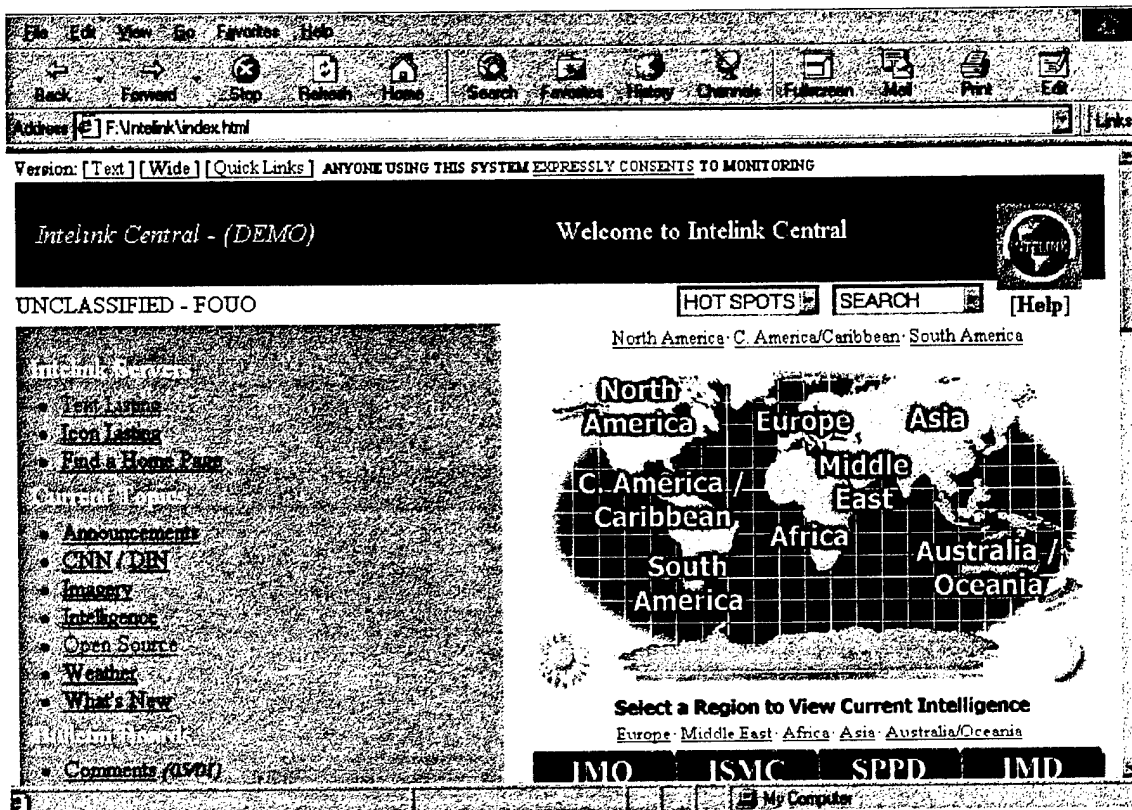 File Edit View Go Favorites Help
Back Forward Stop Refresh Home Search Favorites History Channels Fullscreen Mail Print Edit
Address F:\Intelink\index.html Links
Version: [Text] [Wide] [Quick Links] ANYONE USING THIS SYSTEM EXPRESSLY CONSENTS TO MONITORING
Intelink Central - (DEMO) Welcome to Intelink Central
INTELINK
UNCLASSIFIED - FOUO HOT SPOTS SEARCH [Help]
North America · C. America/Caribbean · South America
Intelink Servers
Text Listing
Icon Listing
Find a Home Page
Current Topics
Announcements
CNN / DIN
Imagery
Intelligence
Open Source
Weather
What's New
Bulletin Boards
Comments (05/01)
North America
Europe
Asia
C. America / Caribbean
Middle East
Africa
South America
Australia / Oceania
Select a Region to View Current Intelligence
Europe · Middle East · Africa · Asia · Australia/Oceania
IMO ISMC SPPD IMD
My Computer